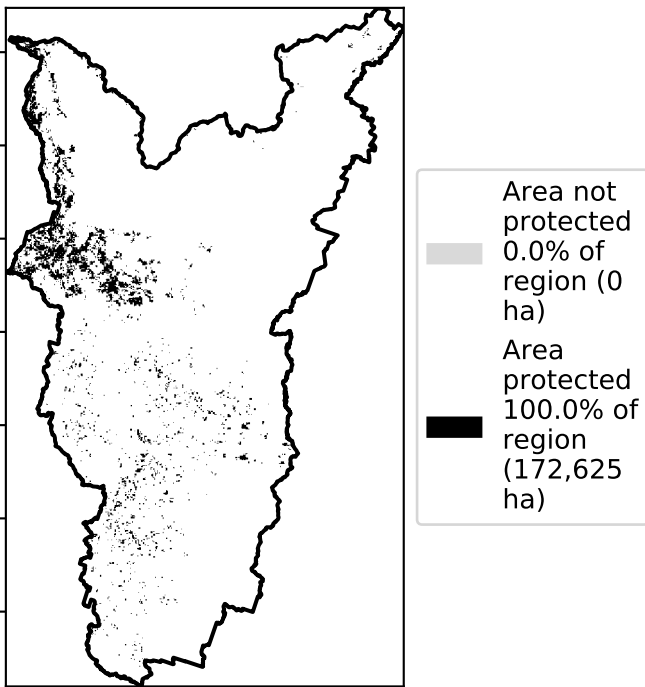 Area not
protected
0.0% of
region (0
ha)
Area
protected
100.0% of
region
(172,625
ha)